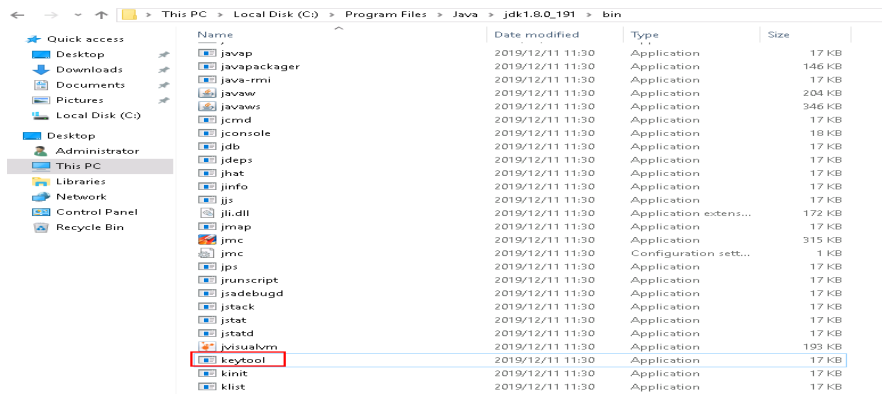 This PC > Local Disk (C:) > Program Files > Java > jdk1.8.0_191 > bin
Quick access
Desktop
Downloads
Documents
Pictures
Local Disk (C:)
Desktop
Administrator
This PC
Libraries
Network
Control Panel
Recycle Bin
Name Date modified Type Size
javap 2019/12/11 11:30 Application 17 KB
javapackager 2019/12/11 11:30 Application 146 KB
java-rmi 2019/12/11 11:30 Application 17 KB
javaw 2019/12/11 11:30 Application 204 KB
javaws 2019/12/11 11:30 Application 346 KB
jcmd 2019/12/11 11:30 Application 17 KB
jconsole 2019/12/11 11:30 Application 18 KB
jdb 2019/12/11 11:30 Application 17 KB
jdeps 2019/12/11 11:30 Application 17 KB
jhat 2019/12/11 11:30 Application 17 KB
jinfo 2019/12/11 11:30 Application 17 KB
jjs 2019/12/11 11:30 Application 17 KB
jli.dll 2019/12/11 11:30 Application extens... 172 KB
jmap 2019/12/11 11:30 Application 17 KB
jmc 2019/12/11 11:30 Application 315 KB
jmc 2019/12/11 11:30 Configuration sett... 1 KB
jps 2019/12/11 11:30 Application 17 KB
jrunscript 2019/12/11 11:30 Application 17 KB
jsadebugd 2019/12/11 11:30 Application 17 KB
jstack 2019/12/11 11:30 Application 17 KB
jstat 2019/12/11 11:30 Application 17 KB
jstatd 2019/12/11 11:30 Application 17 KB
jvisualvm 2019/12/11 11:30 Application 193 KB
keytool 2019/12/11 11:30 Application 17 KB
kinit 2019/12/11 11:30 Application 17 KB
klist 2019/12/11 11:30 Application 17 KB